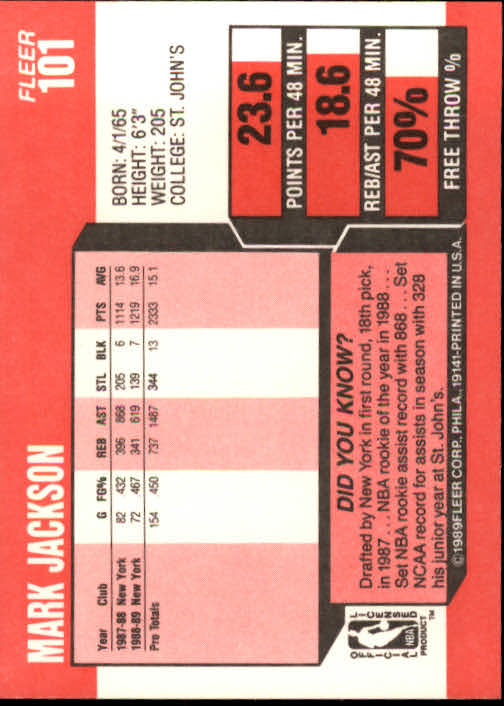 FLEER
101
MARK JACKSON
BORN: 4/1/65
HEIGHT: 6'3"
WEIGHT: 205
COLLEGE: ST. JOHN'S
Year Club G FG% REB AST STL BLK PTS AVG
1987-88 New York 82 432 396 868 205 6 1114 13.6
1988-89 New York 72 467 341 619 139 7 1219 16.9
Pro Totals 154 450 737 1487 344 13 2333 15.1
23.6
POINTS PER 48 MIN.
18.6
REB/AST PER 48 MIN.
70%
FREE THROW %
DID YOU KNOW?
Drafted by New York in first round, 18th pick,
in 1987 . . . NBA rookie of the year in 1988 . . .
Set NBA rookie assist record with 868 . . . Set
NCAA record for assists in season with 328
his junior year at St. John's.
OFFICIAL LICENSED
NBA
PRODUCT™
©1989FLEER CORP., PHILA., 19141-PRINTED IN U.S.A.